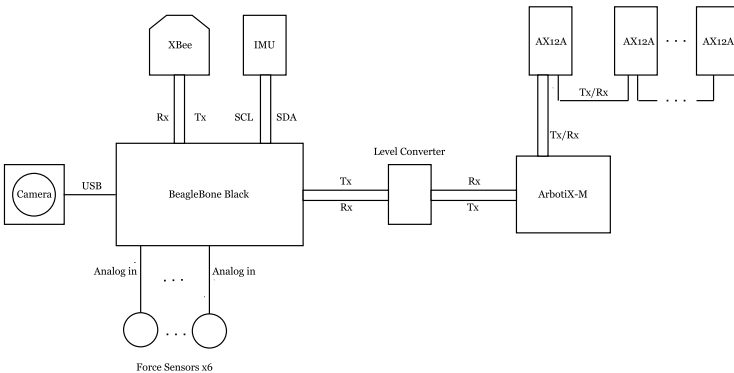 XBee
IMU
AX12A
AX12A
. . .
AX12A
Tx/Rx
. . .
Rx
Tx
SCL
SDA
Tx/Rx
Level Converter
Camera
USB
BeagleBone Black
Tx
Rx
Rx
Tx
ArbotiX-M
Analog in
. . .
Analog in
. . .
Force Sensors x6